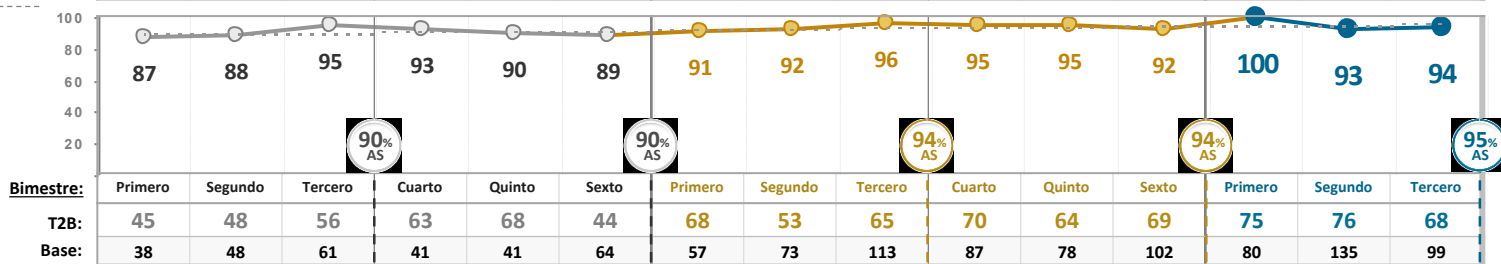 100
80
60
40
20
87 88 95 93 90 89 91 92 96 95 95 92 100 93 94
90% AS 90% AS 94% AS 94% AS 95% AS
Bimestre: Primero Segundo Tercero Cuarto Quinto Sexto Primero Segundo Tercero Cuarto Quinto Sexto Primero Segundo Tercero
T2B: 45 48 56 63 68 44 68 53 65 70 64 69 75 76 68
Base: 38 48 61 41 41 64 57 73 113 87 78 102 80 135 99